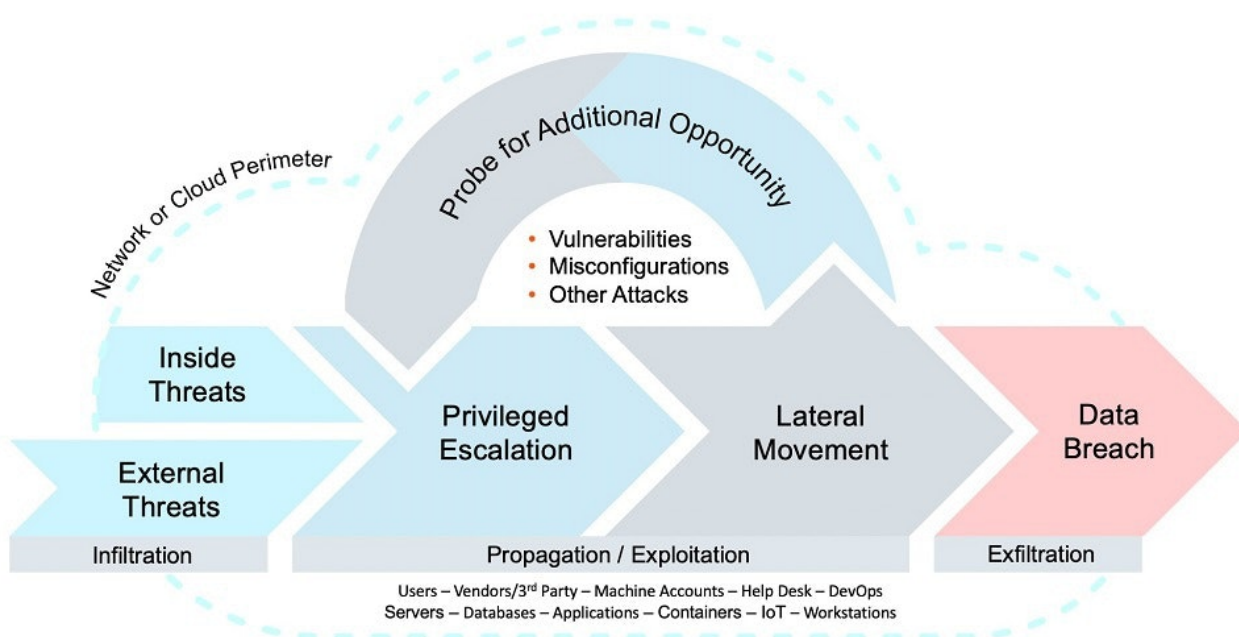 Network or Cloud Perimeter
Probe for Additional Opportunity
• Vulnerabilities
• Misconfigurations
• Other Attacks
Inside
Threats
External
Threats
Privileged
Escalation
Lateral
Movement
Data
Breach
Infiltration
Propagation / Exploitation
Exfiltration
Users – Vendors/3rd Party – Machine Accounts – Help Desk – DevOps
Servers – Databases – Applications – Containers – IoT – Workstations